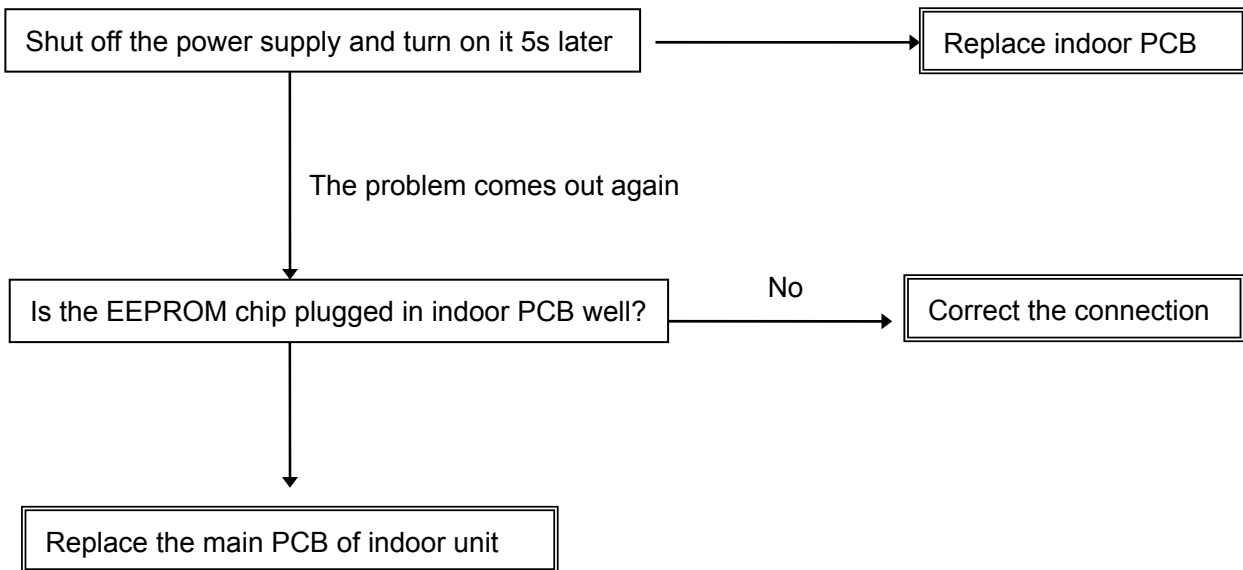 Shut off the power supply and turn on it 5s later
Replace indoor PCB
The problem comes out again
Is the EEPROM chip plugged in indoor PCB well?
No
Correct the connection
Replace the main PCB of indoor unit